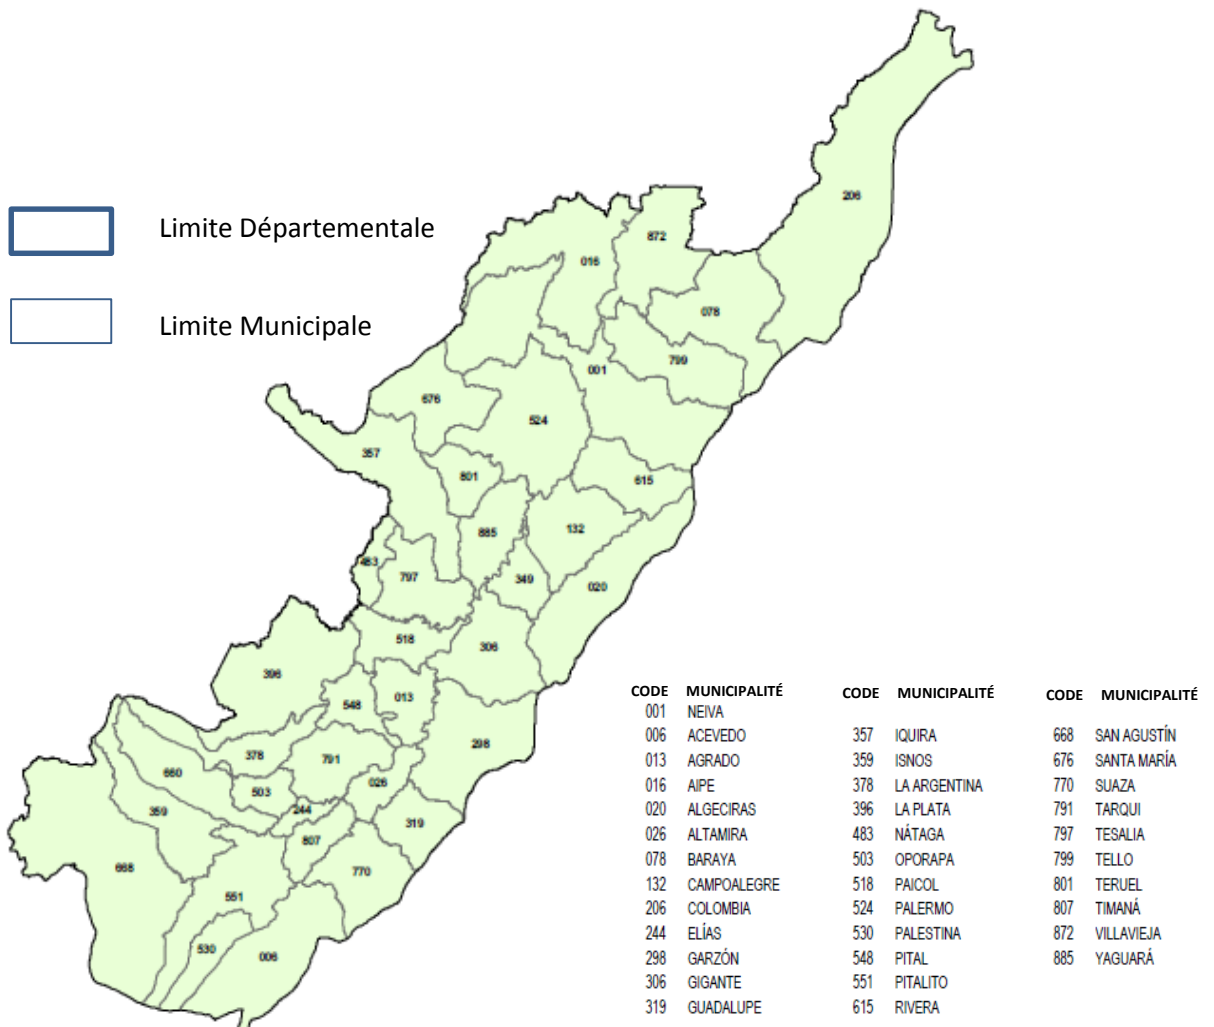 Limite Départementale
Limite Municipale
206
872
016
078
799
001
676
524
357
801
615
885
132
483
797
349
020
518
306
396
548
013
298
378
791
660
503
026
359
244
319
807
668
770
551
530
006
CODE MUNICIPALITÉ
001 NEIVA
006 ACEVEDO
013 AGRADO
016 AIPE
020 ALGECIRAS
026 ALTAMIRA
078 BARAYA
132 CAMPOALEGRE
206 COLOMBIA
244 ELÍAS
298 GARZÓN
306 GIGANTE
319 GUADALUPE
CODE MUNICIPALITÉ
357 IQUIRA
359 ISNOS
378 LA ARGENTINA
396 LA PLATA
483 NÁTAGA
503 OPORAPA
518 PAICOL
524 PALERMO
530 PALESTINA
548 PITAL
551 PITALITO
615 RIVERA
CODE MUNICIPALITÉ
668 SAN AGUSTÍN
676 SANTA MARÍA
770 SUAZA
791 TARQUI
797 TESALIA
799 TELLO
801 TERUEL
807 TIMANÁ
872 VILLAVIEJA
885 YAGUARÁ